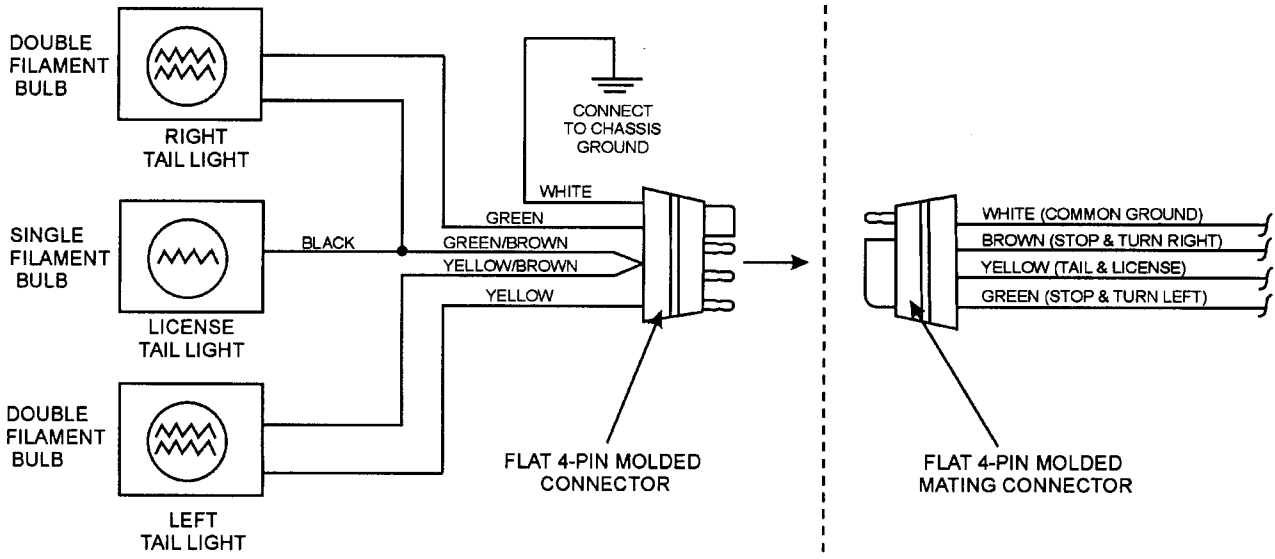 DOUBLE
FILAMENT
BULB
RIGHT
TAIL LIGHT
SINGLE
FILAMENT
BULB
LICENSE
TAIL LIGHT
DOUBLE
FILAMENT
BULB
LEFT
TAIL LIGHT
CONNECT
TO CHASSIS
GROUND
WHITE
GREEN
BLACK
GREEN/BROWN
YELLOW/BROWN
YELLOW
FLAT 4-PIN MOLDED
CONNECTOR
WHITE (COMMON GROUND)
BROWN (STOP & TURN RIGHT)
YELLOW (TAIL & LICENSE)
GREEN (STOP & TURN LEFT)
FLAT 4-PIN MOLDED
MATING CONNECTOR